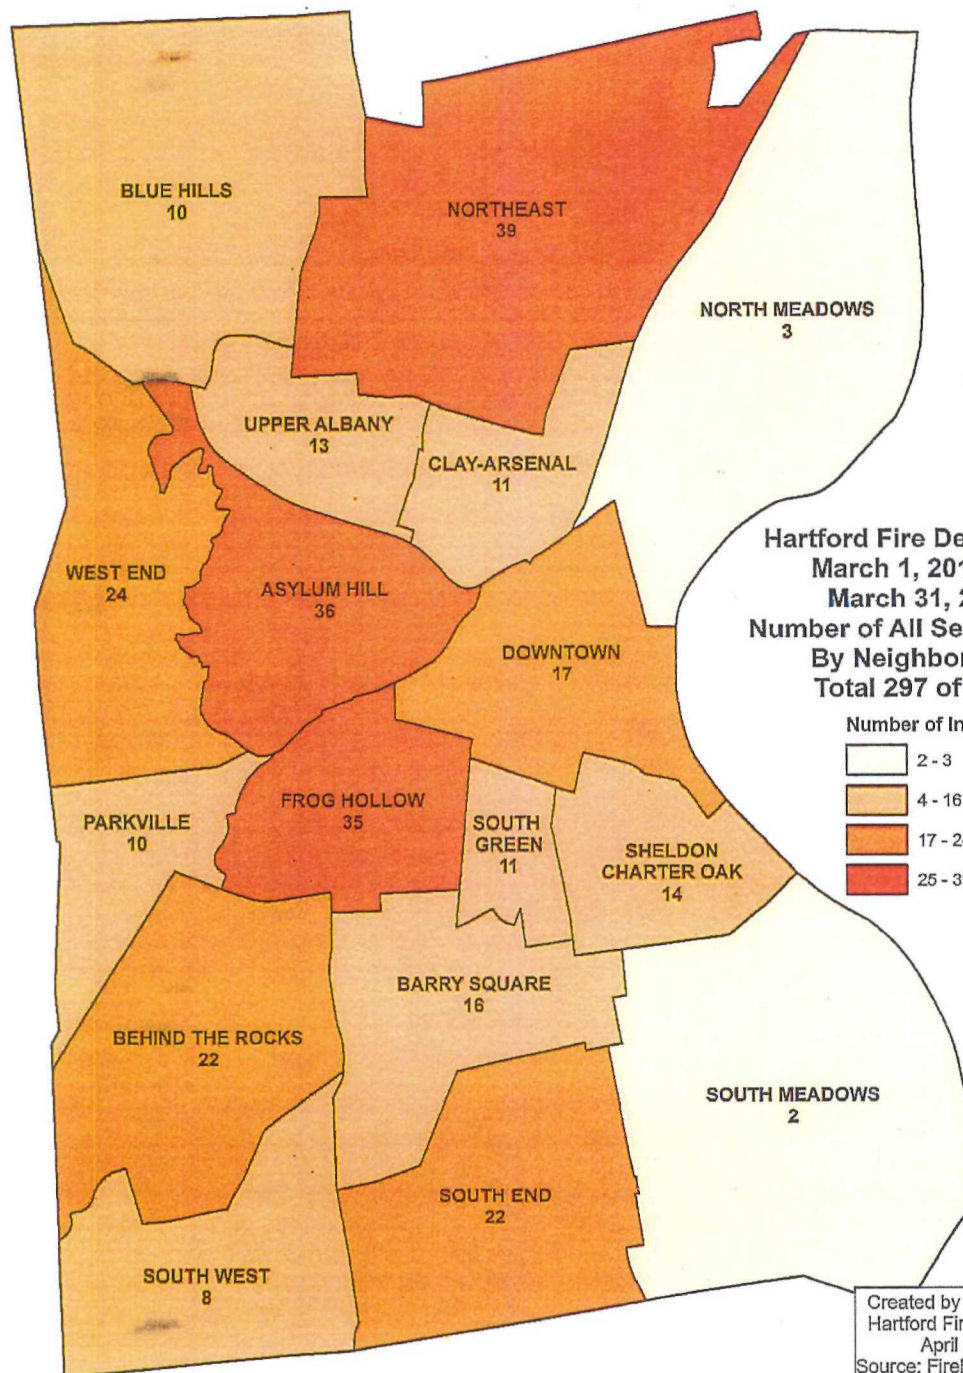 BLUE HILLS
10
NORTHEAST
39
NORTH MEADOWS
3
UPPER ALBANY
13
CLAY-ARSENAL
11
WEST END
24
ASYLUM HILL
36
DOWNTOWN
17
Hartford Fire De
March 1, 201
March 31, 2
Number of All Se
By Neighbor
Total 297 of
Number of In
2 - 3
4 - 16
17 - 2
25 - 3
FROG HOLLOW
35
PARKVILLE
10
SOUTH
GREEN
11
SHELDON
CHARTER OAK
14
BARRY SQUARE
16
BEHIND THE ROCKS
22
SOUTH MEADOWS
2
SOUTH END
22
SOUTH WEST
8
Created by
Hartford Fir
April
Source: Fire